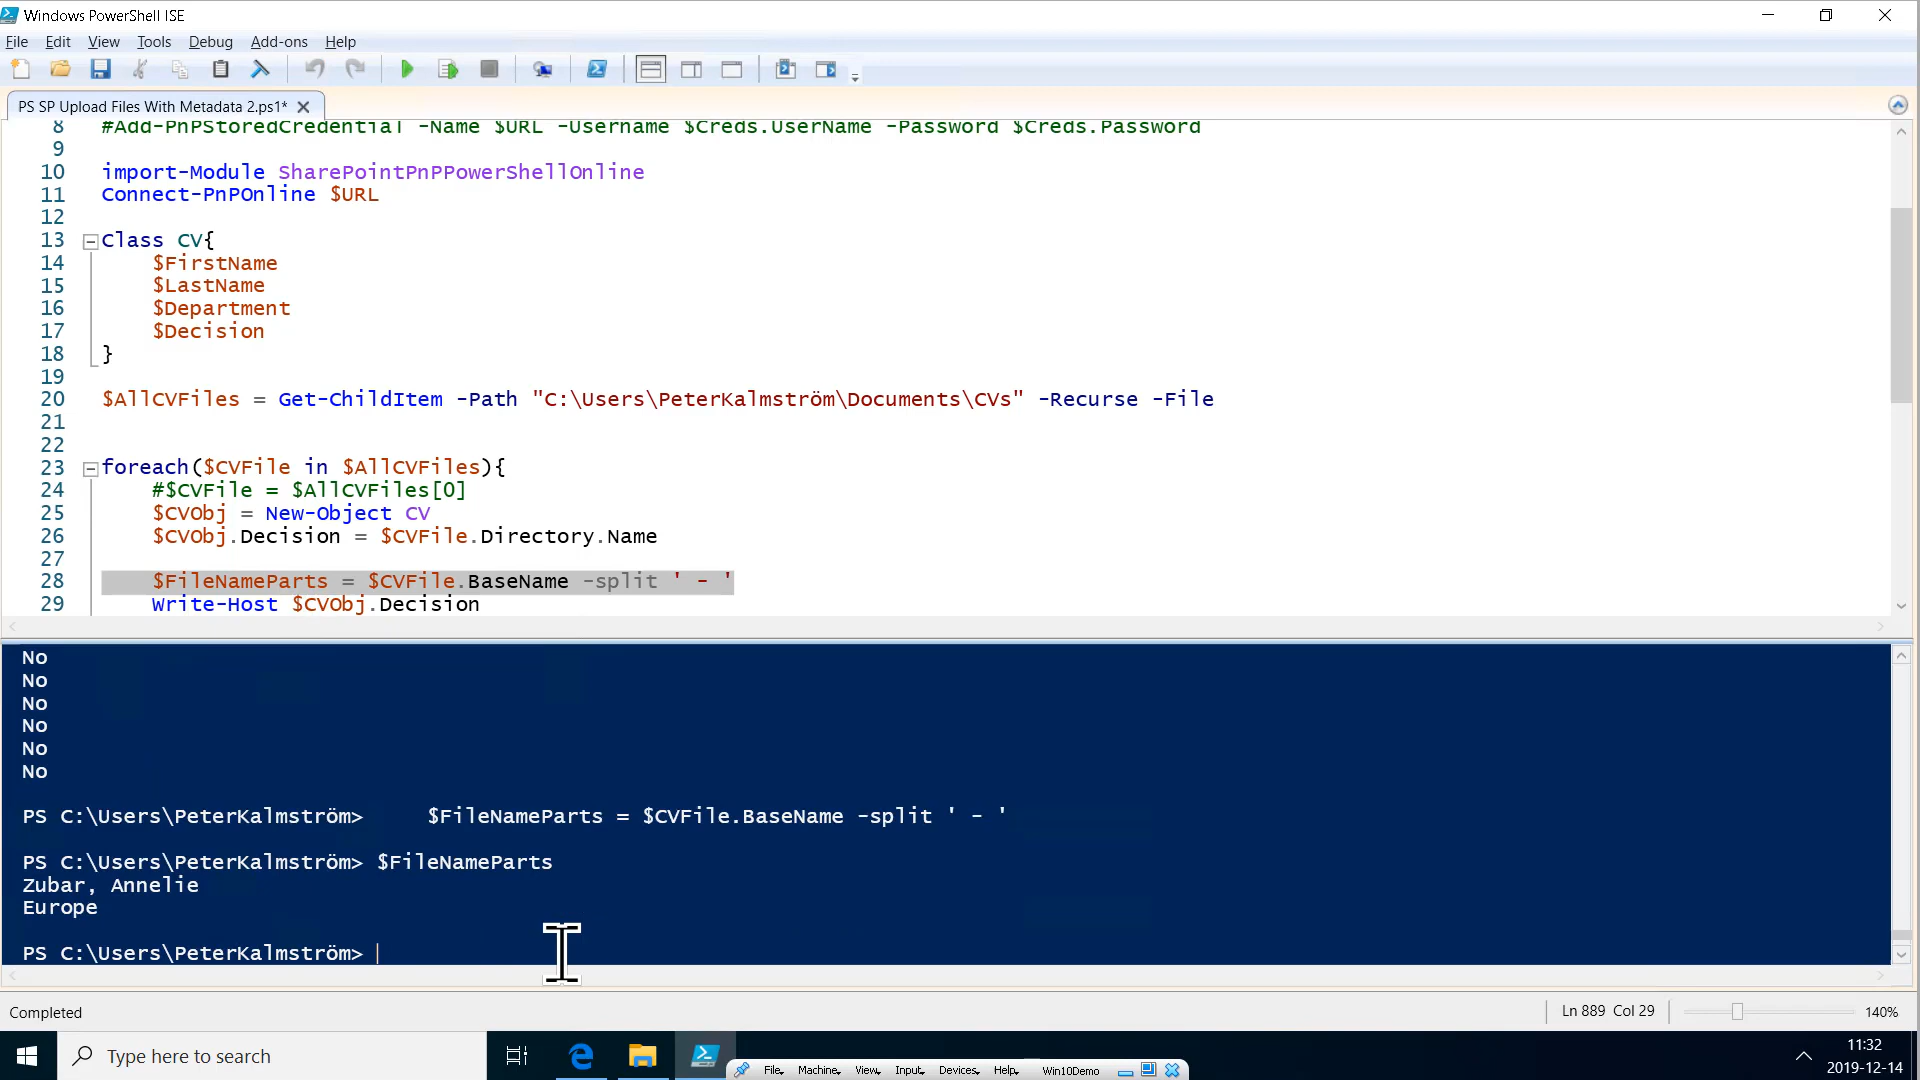 Windows PowerShell ISE
File Edit View Tools Debug Add-ons Help
PS SP Upload Files With Metadata 2.ps1*
8 #Add-PnPStoredCredential -Name $URL -Username $Creds.UserName -Password $Creds.Password
9
10 import-Module SharePointPnPPowerShellOnline
11 Connect-PnPOnline $URL
12
13 Class CV{
14 $FirstName
15 $LastName
16 $Department
17 $Decision
18 }
19
20 $AllCVFiles = Get-ChildItem -Path "C:\Users\PeterKalmström\Documents\CVs" -Recurse -File
21
22
23 foreach($CVFile in $AllCVFiles){
24 #$CVFile = $AllCVFiles[0]
25 $CVObj = New-Object CV
26 $CVObj.Decision = $CVFile.Directory.Name
27
28 $FileNameParts = $CVFile.BaseName -split ' - '
29 Write-Host $CVObj.Decision
No
No
No
No
No
No
PS C:\Users\PeterKalmström> $FileNameParts = $CVFile.BaseName -split ' - '
PS C:\Users\PeterKalmström> $FileNameParts
Zubar, Annelie
Europe
PS C:\Users\PeterKalmström>
Completed
Ln 889 Col 29
140%
Type here to search
File Machine View Input Devices Help Win10Demo
11:32
2019-12-14